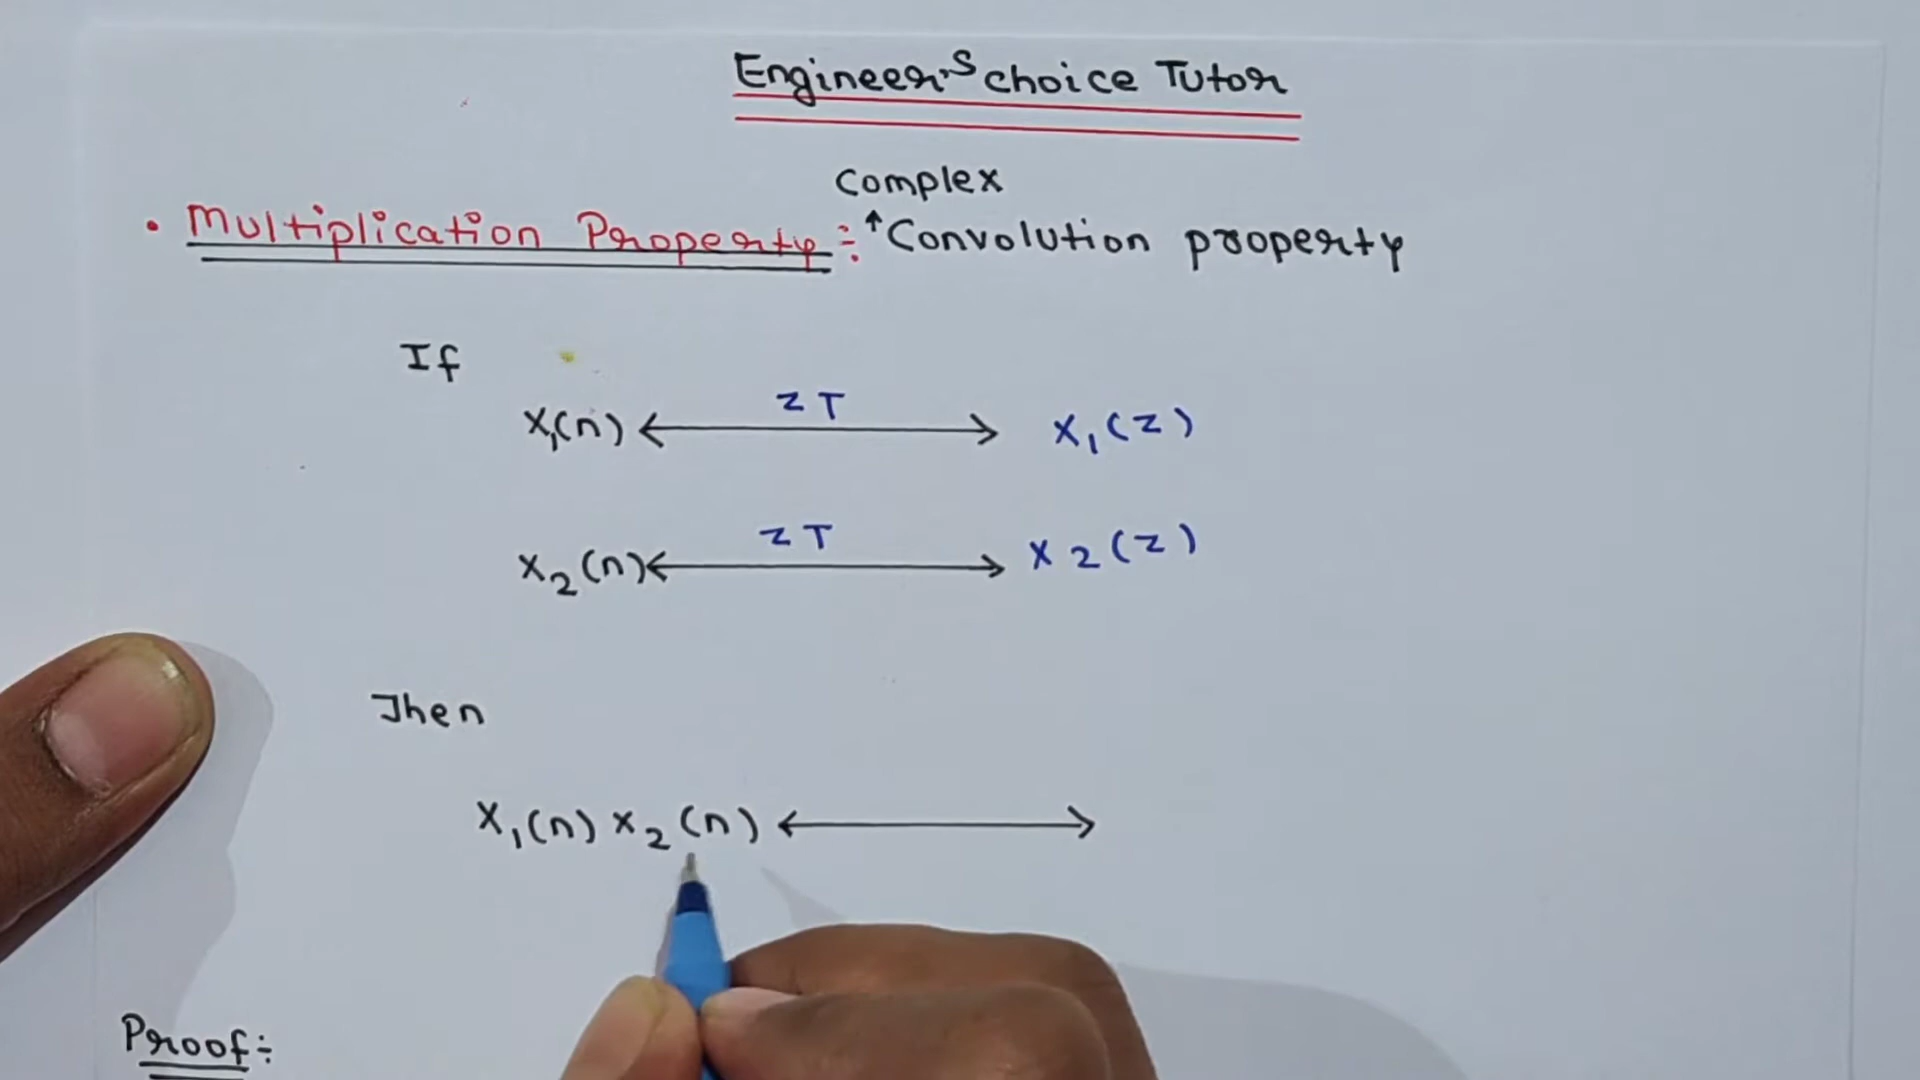 Engineer'S choice Tutor
Complex
• Multiplication Property ÷ ↑ Convolution property
If
x₁(n) ⟷ X₁(z)
ZT
x₂(n) ⟷ X₂(z)
ZT
Then
x₁(n) x₂(n) ⟷
Proof ÷